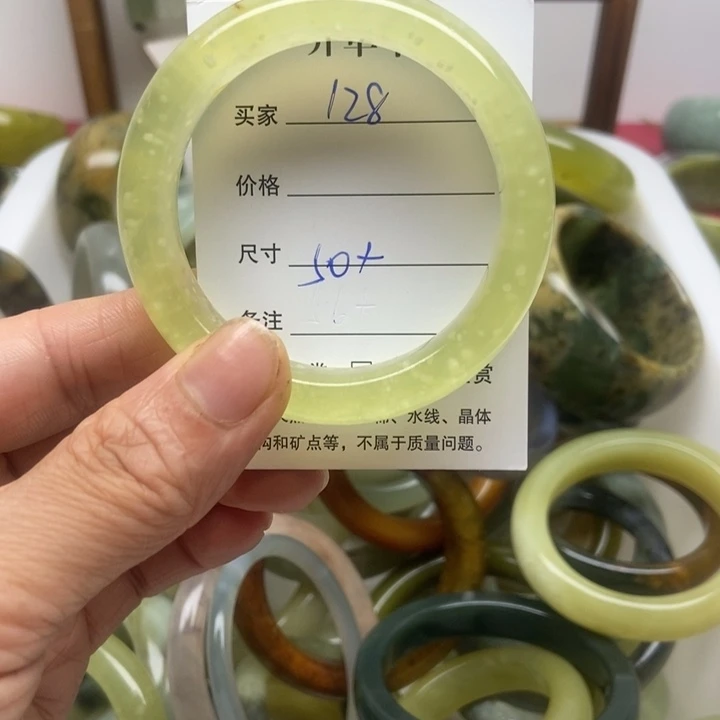 买家 128
价格
尺寸 50+
备注
赏
、水线、晶体
和矿点等，不属于质量问题。